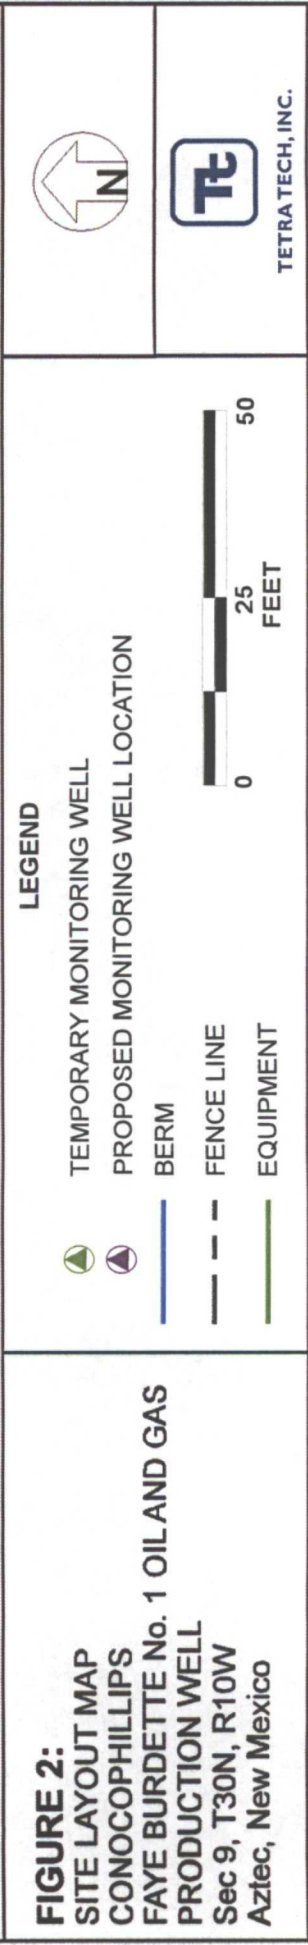 FIGURE 2:
SITE LAYOUT MAP
CONOCOPHILLIPS
FAYE BURDETTE No. 1 OIL AND GAS
PRODUCTION WELL
Sec 9, T30N, R10W
Aztec, New Mexico
LEGEND
TEMPORARY MONITORING WELL
PROPOSED MONITORING WELL LOCATION
BERM
FENCE LINE
EQUIPMENT
0 25 50
FEET
N
Tt
TETRA TECH, INC.